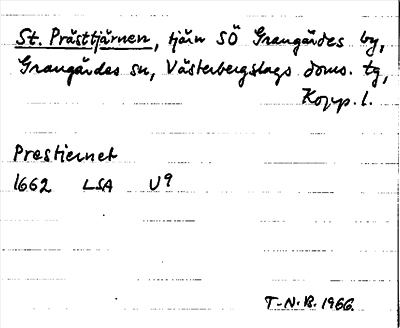 St. Prästtjärnen, tjärn SÖ Grangärdes by,
Grangärdes sn, Västerbergslags doms. tg,
Kopp. l.
Prestiernet
1662 LSA U9
T-N.B. 1966.